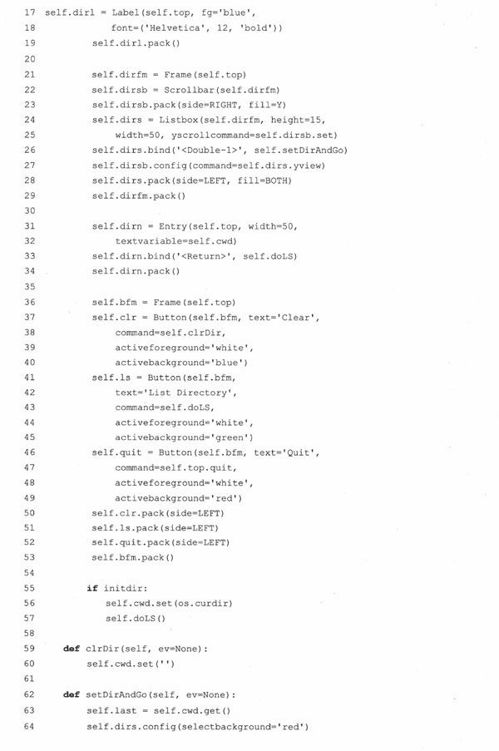 17 self.dirl = Label(self.top, fg='blue',
18 font=('Helvetica', 12, 'bold'))
19 self.dirl.pack()
20
21 self.dirfm = Frame(self.top)
22 self.dirsb = Scrollbar(self.dirfm)
23 self.dirsb.pack(side=RIGHT, fill=Y)
24 self.dirs = Listbox(self.dirfm, height=15,
25 width=50, yscrollcommand=self.dirsb.set)
26 self.dirs.bind('<Double-1>', self.setDirAndGo)
27 self.dirsb.config(command=self.dirs.yview)
28 self.dirs.pack(side=LEFT, fill=BOTH)
29 self.dirfm.pack()
30
31 self.dirn = Entry(self.top, width=50,
32 textvariable=self.cwd)
33 self.dirn.bind('<Return>', self.doLS)
34 self.dirn.pack()
35
36 self.bfm = Frame(self.top)
37 self.clr = Button(self.bfm, text='Clear',
38 command=self.clrDir,
39 activeforeground='white',
40 activebackground='blue')
41 self.ls = Button(self.bfm,
42 text='List Directory',
43 command=self.doLS,
44 activeforeground='white',
45 activebackground='green')
46 self.quit = Button(self.bfm, text='Quit',
47 command=self.top.quit,
48 activeforeground='white',
49 activebackground='red')
50 self.clr.pack(side=LEFT)
51 self.ls.pack(side=LEFT)
52 self.quit.pack(side=LEFT)
53 self.bfm.pack()
54
55 if initdir:
56 self.cwd.set(os.curdir)
57 self.doLS()
58
59 def clrDir(self, ev=None):
60 self.cwd.set('')
61
62 def setDirAndGo(self, ev=None):
63 self.last = self.cwd.get()
64 self.dirs.config(selectbackground='red')